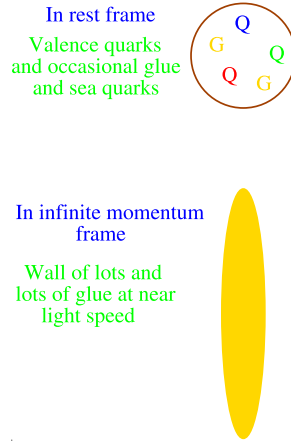 In rest frame
Valence quarks
and occasional glue
and sea quarks
Q
G
Q
Q
G
In infinite momentum
frame
Wall of lots and
lots of glue at near
light speed